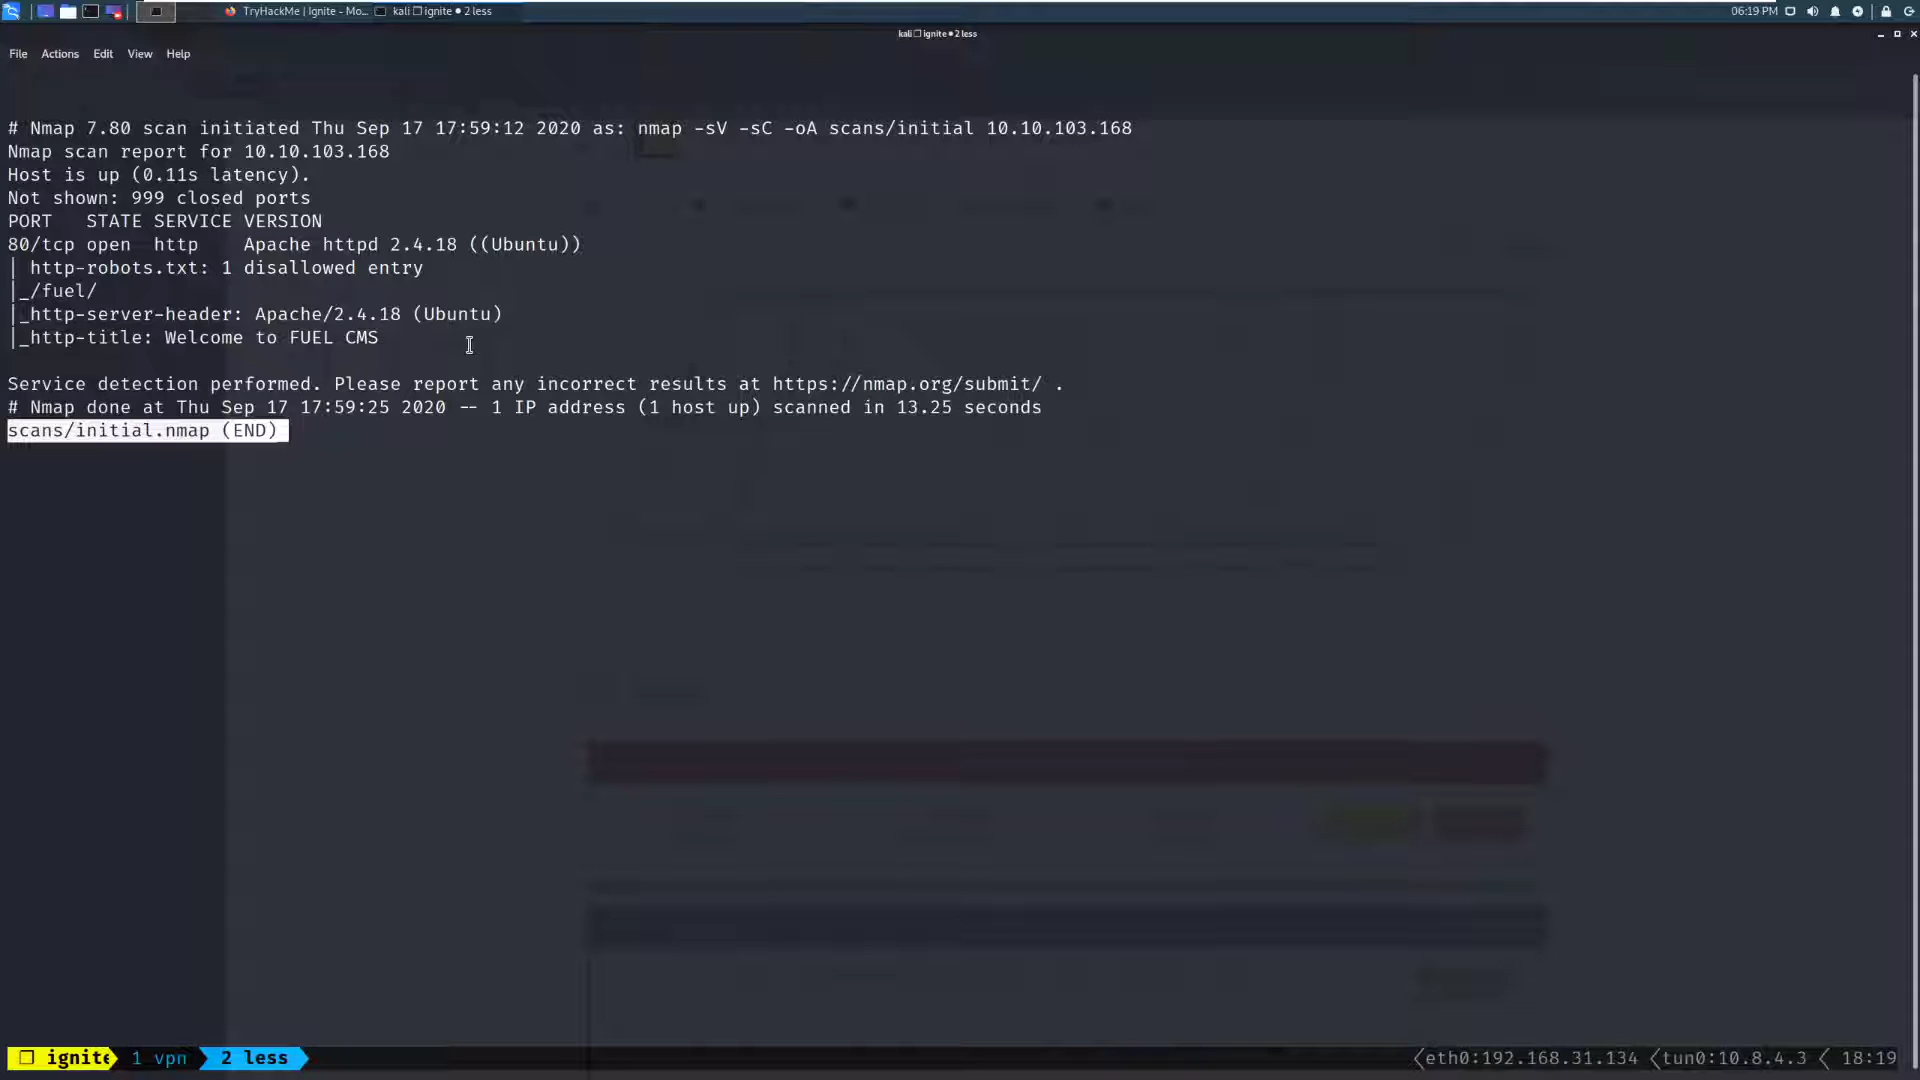 TryHackMe | Ignite - Mo...
kali ❐ ignite ● 2 less
06:19 PM
kali ❐ ignite ● 2 less
File Actions Edit View Help
# Nmap 7.80 scan initiated Thu Sep 17 17:59:12 2020 as: nmap -sV -sC -oA scans/initial 10.10.103.168
Nmap scan report for 10.10.103.168
Host is up (0.11s latency).
Not shown: 999 closed ports
PORT   STATE SERVICE VERSION
80/tcp open  http    Apache httpd 2.4.18 ((Ubuntu))
| http-robots.txt: 1 disallowed entry
|_/fuel/
|_http-server-header: Apache/2.4.18 (Ubuntu)
|_http-title: Welcome to FUEL CMS
Service detection performed. Please report any incorrect results at https://nmap.org/submit/ .
# Nmap done at Thu Sep 17 17:59:25 2020 -- 1 IP address (1 host up) scanned in 13.25 seconds
scans/initial.nmap (END)
❐ ignite 1 vpn 2 less eth0:192.168.31.134 tun0:10.8.4.3 18:19